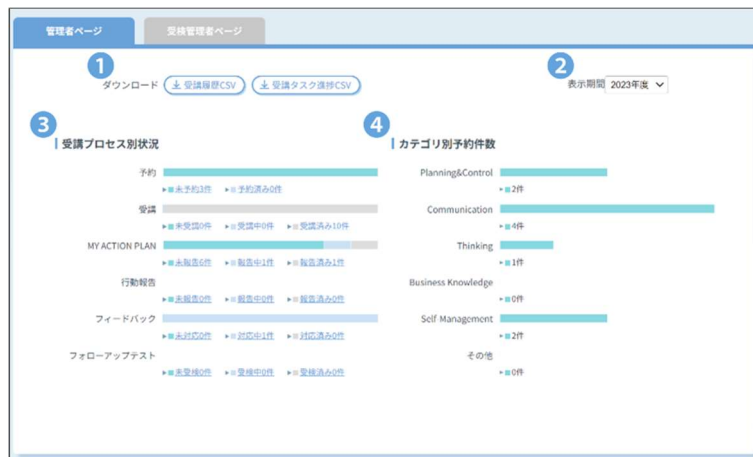 管理者ページ 受検管理者ページ
1 2
ダウンロード 受講履歴CSV 受講タスク進捗CSV 表示期間 2023年度
3 4
受講プロセス別状況 カテゴリ別予約件数
予約 Planning&Control
未予約3件 予約済み0件 2件
受講 Communication
未受講0件 受講中0件 受講済み10件 4件
MY ACTION PLAN Thinking
未報告6件 報告中1件 報告済み1件 1件
行動報告 Business Knowledge
未報告0件 報告中0件 報告済み0件 0件
フィードバック Self-Management
未対応0件 対応中1件 対応済み0件 2件
フォローアップテスト その他
未受検0件 受検中0件 受検済み0件 0件